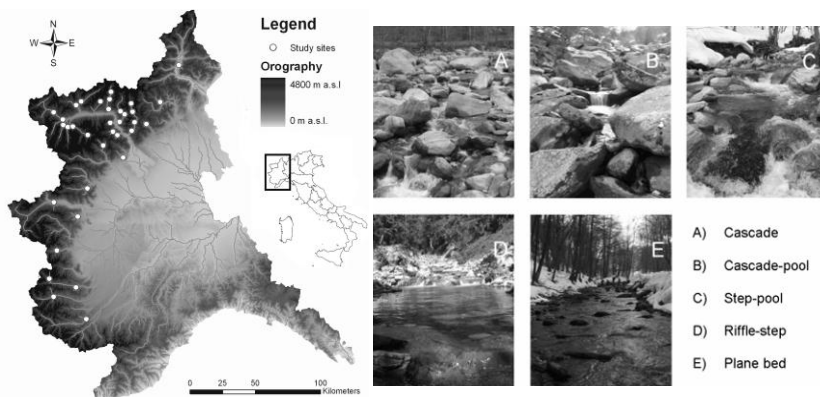 N
W E
S
Legend
Study sites
Orography
4800 m a.s.l
0 m a.s.l.
0 25 50 100
Kilometers
A
B
C
D
E
A) Cascade
B) Cascade-pool
C) Step-pool
D) Riffle-step
E) Plane bed